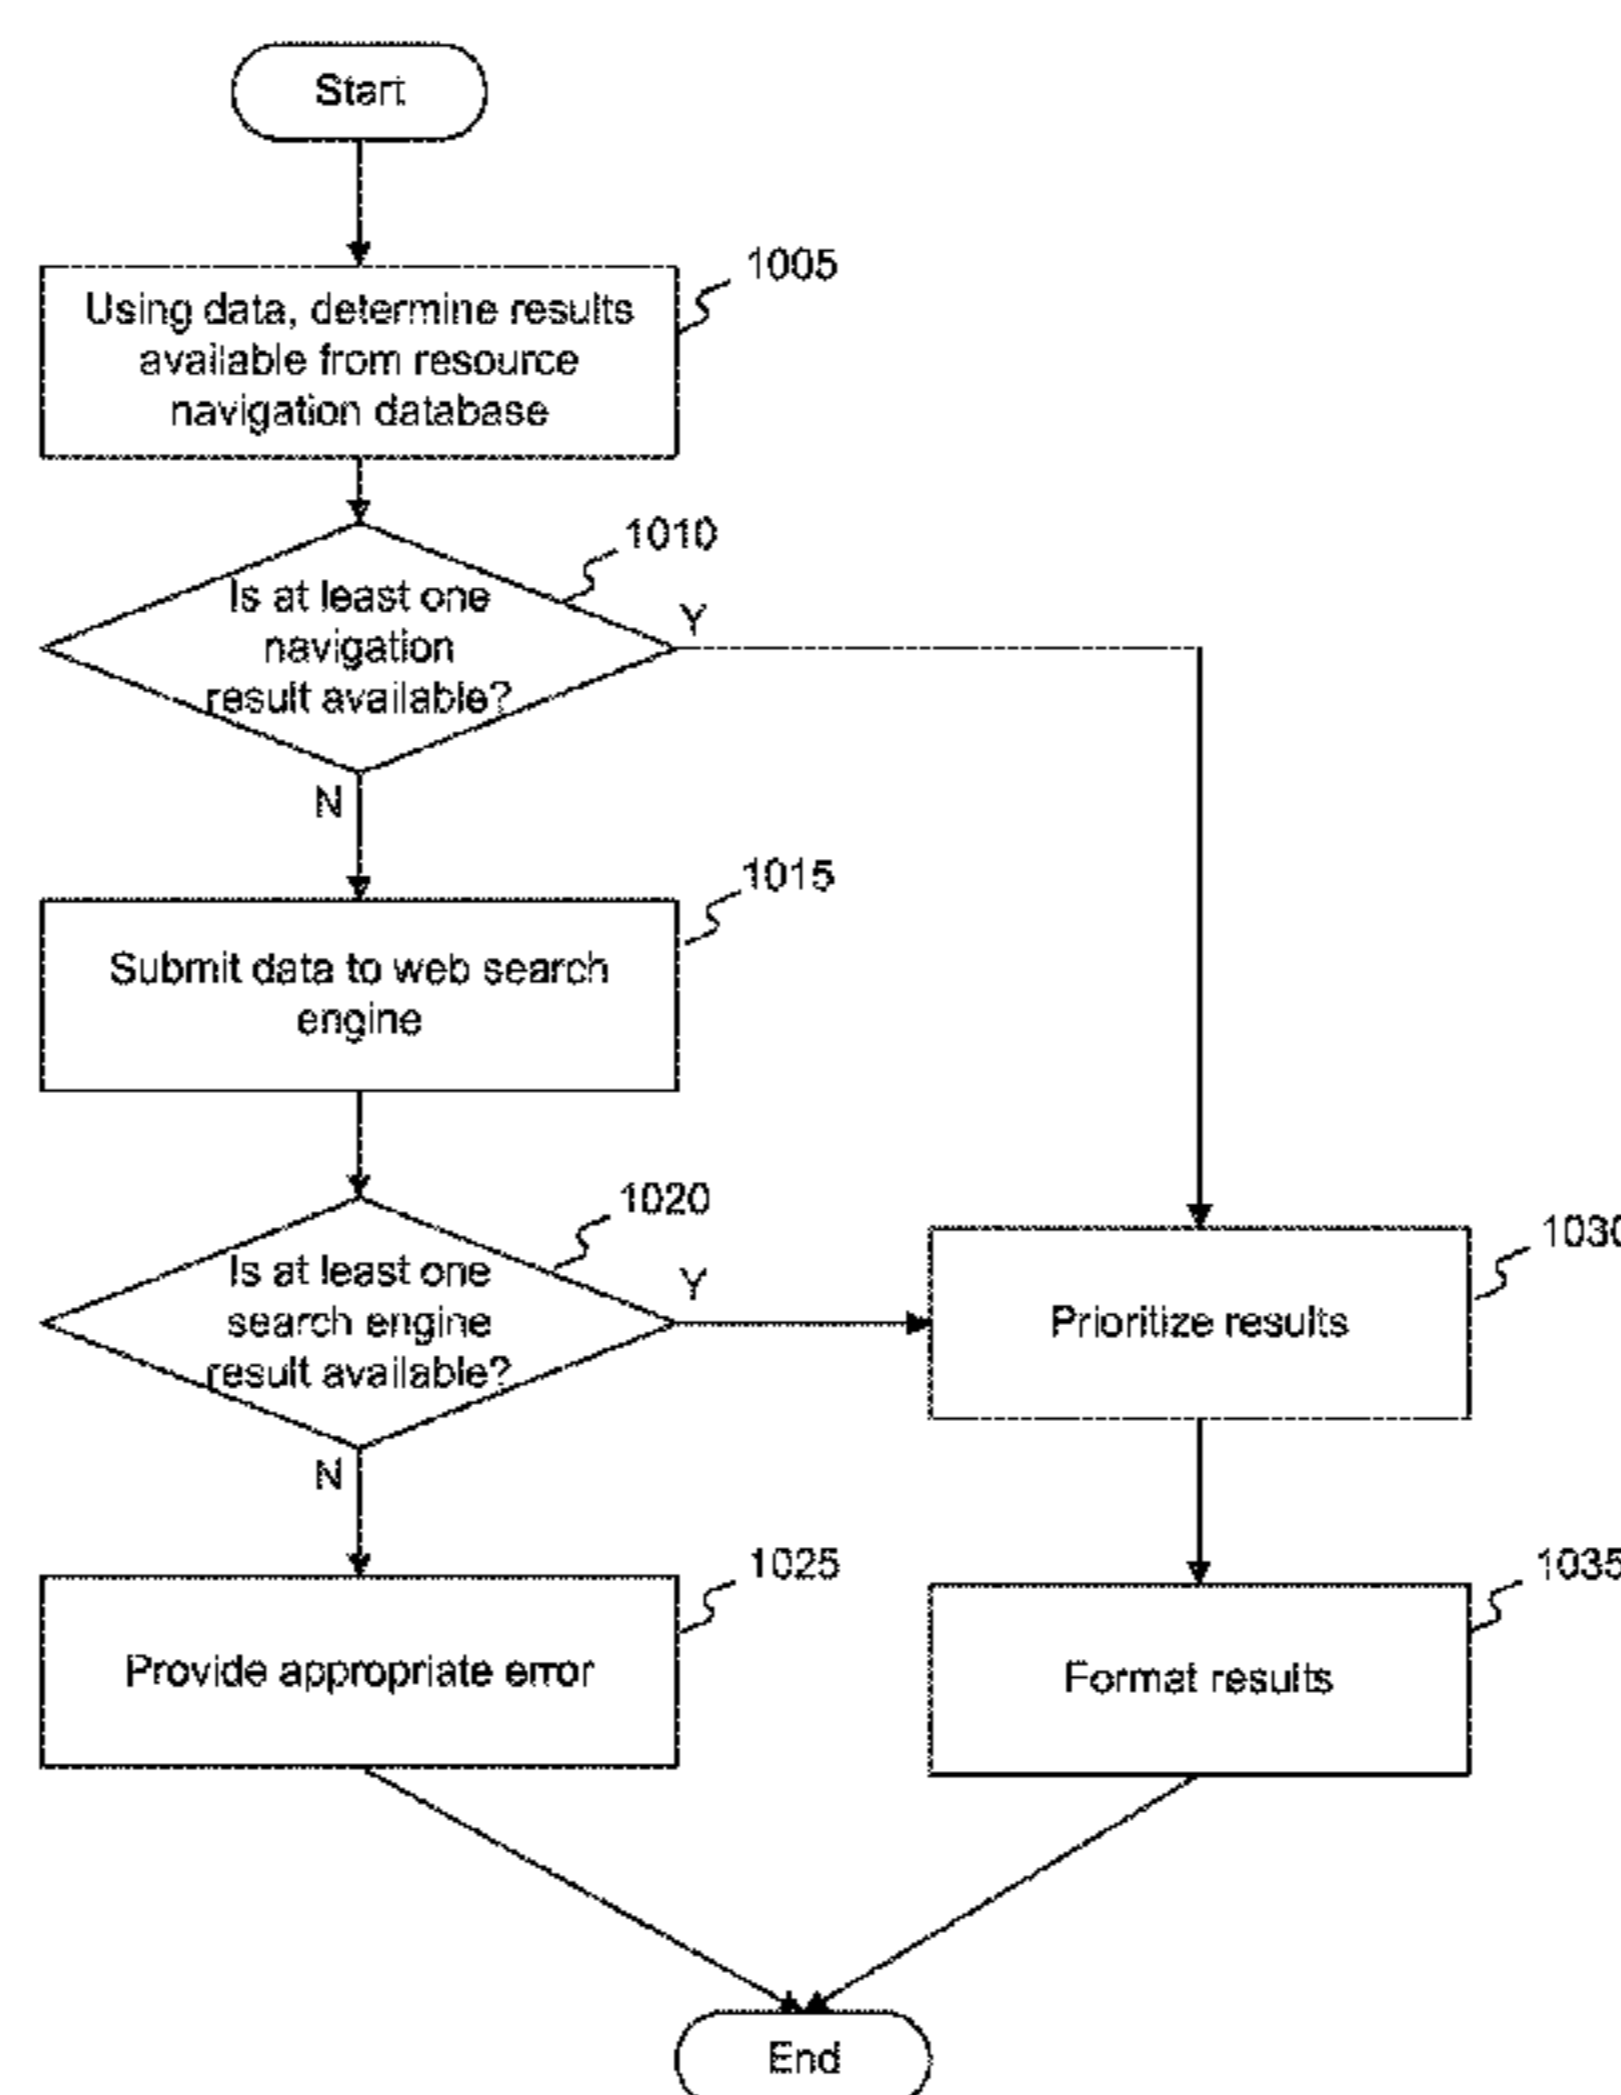 Start
1005
Using data, determine results
available from resource
navigation database
1010
Is at least one
navigation
result available?
Y
N
1015
Submit data to web search
engine
1020
Is at least one
search engine
result available?
Y
1030
Prioritize results
N
1025
Provide appropriate error
1035
Format results
End